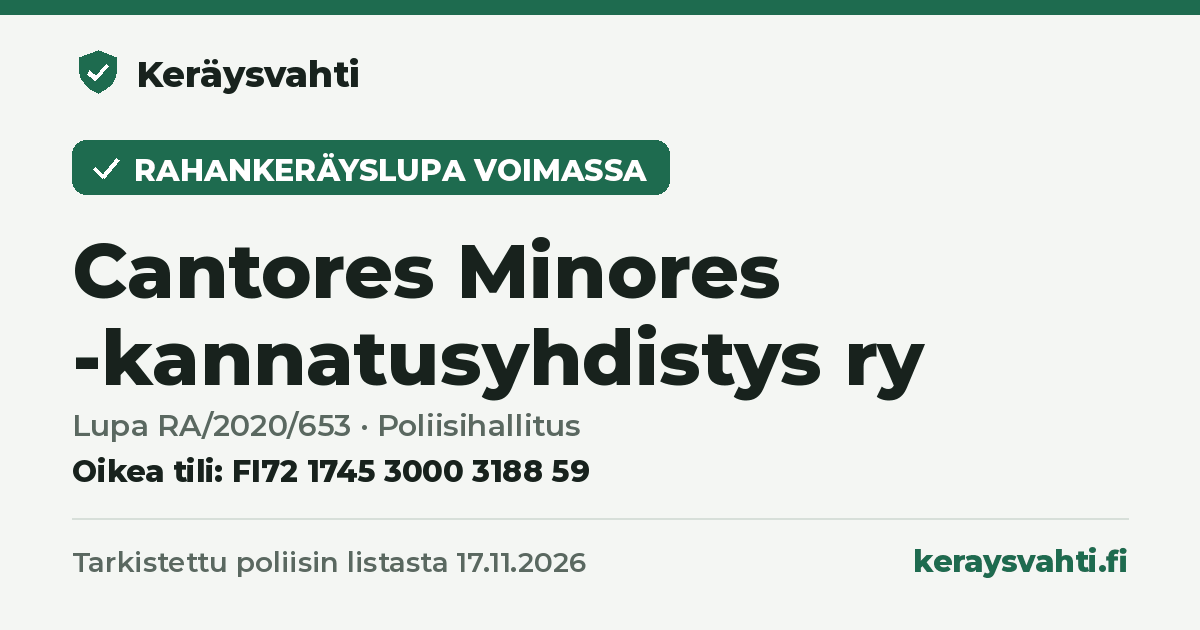 Keräysvahti
RAHANKERÄYSLUPA VOIMASSA
Cantores Minores
-kannatusyhdistys ry
Lupa RA/2020/653 · Poliisihallitus
Oikea tili: FI72 1745 3000 3188 59
Tarkistettu poliisin listasta 17.11.2026
keraysvahti.fi